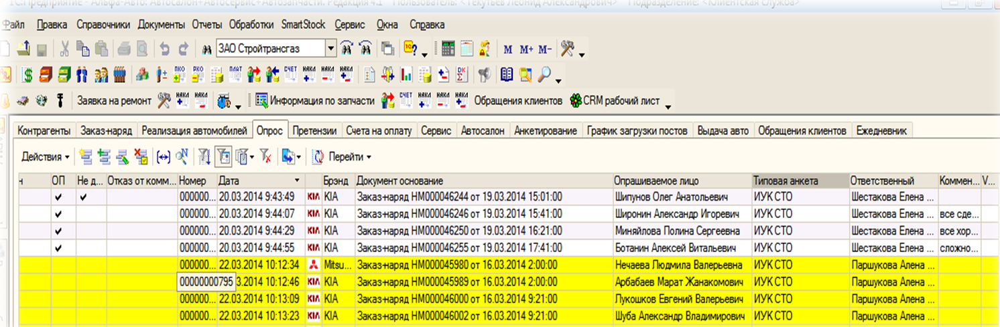 1С:Предприятие - Альфа-Авто: Автосалон+Автосервис+Автозапчасти. Редакция 4.1 Пользователь: <Текутьев Леонид Александрович> Подразделение: <Клиентская служба>
Файл Правка Справочники Документы Отчеты Обработки SmartStock Сервис Окна Справка
ЗАО Стройтрансгаз M M+ M-
ПКО РКО ПЛАТ СЧЕТ НАКЛ НАКЛ НАКЛ
Заявка на ремонт НАКЛ НАКЛ Информация по запчасти СЧЕТ НАКЛ НАКЛ НАКЛ Обращения клиентов CRM рабочий лист
Контрагенты Заказ-наряд Реализация автомобилей Опрос Претензии Счета на оплату Сервис Автосалон Анкетирование График загрузки постов Выдача авто Обращения клиентов Ежедневник
Действия Перейти
н ОП Не д... Отказ от комм... Номер Дата Брэнд Документ основание Опрашиваемое лицо Типовая анкета Ответственный Коммен... V...
000000... 20.03.2014 9:43:49 KIA KIA Заказ-наряд НМ000046244 от 19.03.2014 15:01:00 Шипунов Олег Анатольевич ИУК СТО Шестакова Елена ...
000000... 20.03.2014 9:44:07 KIA KIA Заказ-наряд НМ000046246 от 19.03.2014 15:41:00 Широнин Александр Игоревич ИУК СТО Шестакова Елена ... все сде...
000000... 20.03.2014 9:44:29 KIA KIA Заказ-наряд НМ000046250 от 19.03.2014 16:21:00 Миняйлова Полина Сергеевна ИУК СТО Шестакова Елена ... все хор...
000000... 20.03.2014 9:44:55 KIA KIA Заказ-наряд НМ000046255 от 19.03.2014 17:41:00 Ботанин Алексей Витальевич ИУК СТО Шестакова Елена ... сложно...
000000... 22.03.2014 10:12:34 Mitsu... Заказ-наряд НМ000045980 от 16.03.2014 2:00:00 Нечаева Людмила Валерьевна ИУК СТО Паршукова Алена ...
00000000795 3.2014 10:12:46 KIA KIA Заказ-наряд НМ000045989 от 16.03.2014 2:00:00 Арбабаев Марат Жанакомович ИУК СТО Паршукова Алена ...
000000... 22.03.2014 10:13:09 KIA KIA Заказ-наряд НМ000046000 от 16.03.2014 9:21:00 Лукошков Евгений Валерьевич ИУК СТО Паршукова Алена ...
000000... 22.03.2014 10:13:23 KIA KIA Заказ-наряд НМ000046002 от 16.03.2014 9:21:00 Шуба Александр Владимирович ИУК СТО Паршукова Алена ...